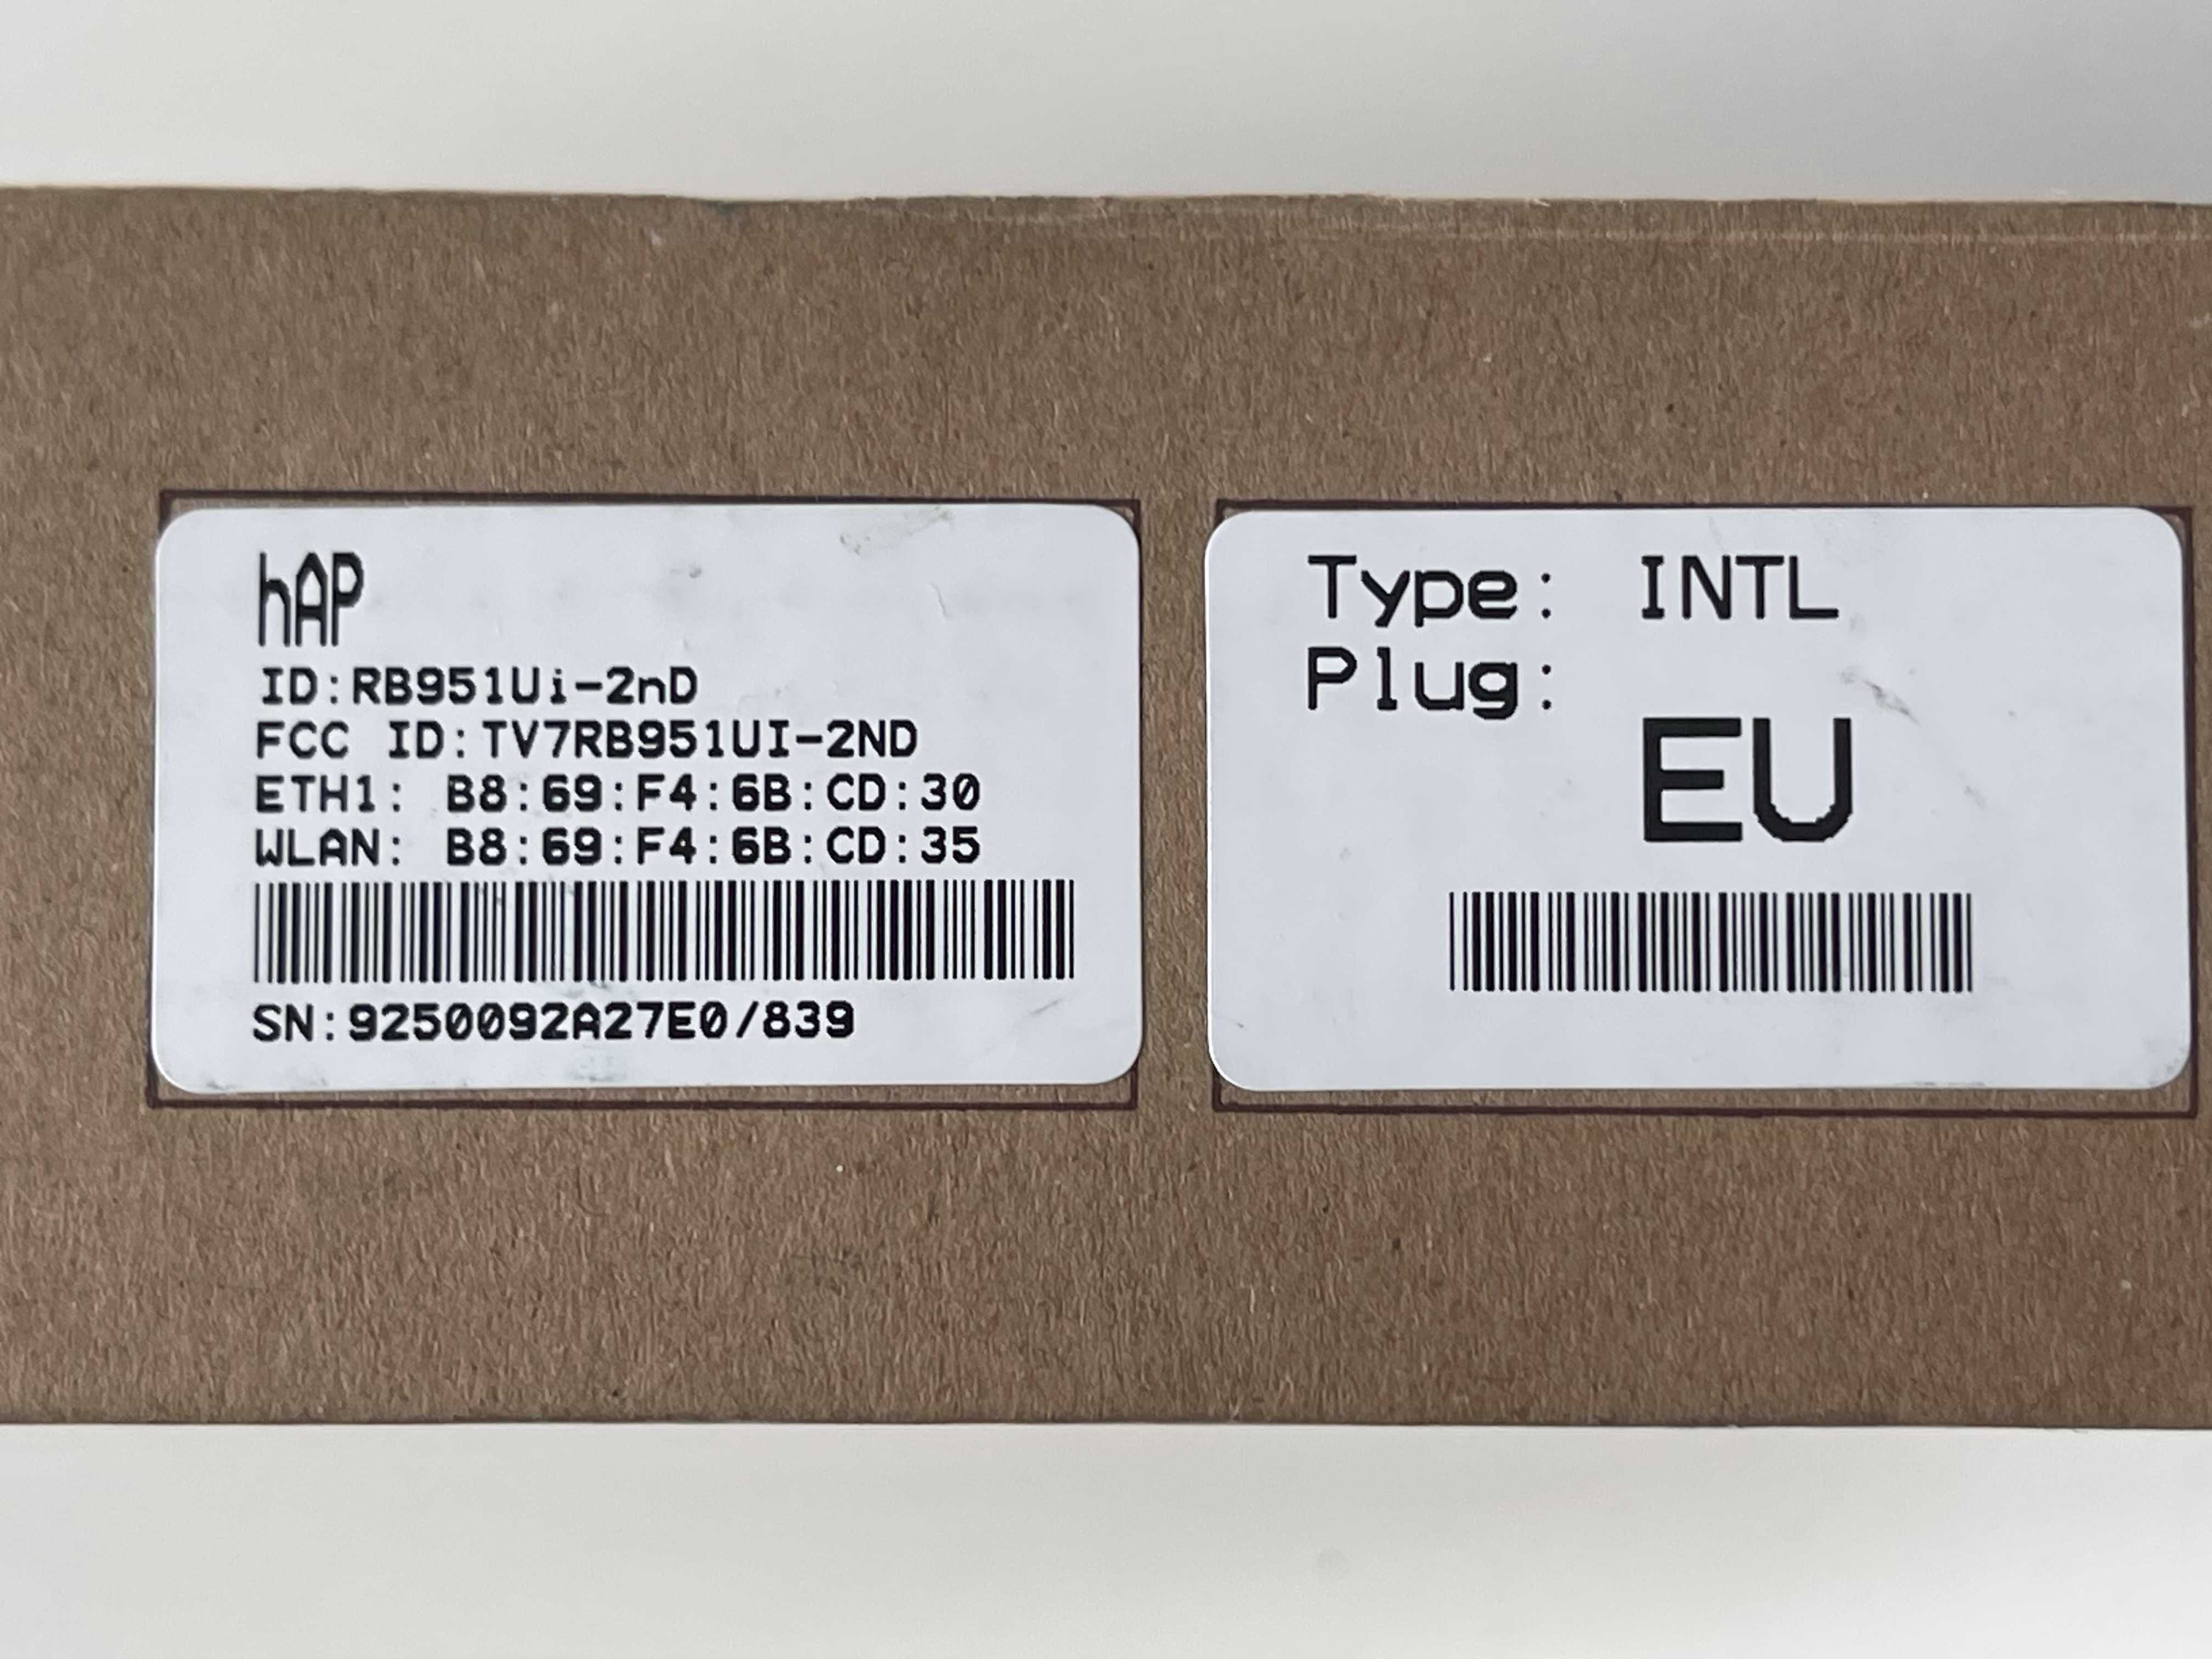 hAP
ID:RB951Ui-2nD
FCC ID:TV7RB951UI-2ND
ETH1: B8:69:F4:6B:CD:30
WLAN: B8:69:F4:6B:CD:35
SN:9250092A27E0/839
Type: INTL
Plug:
EU